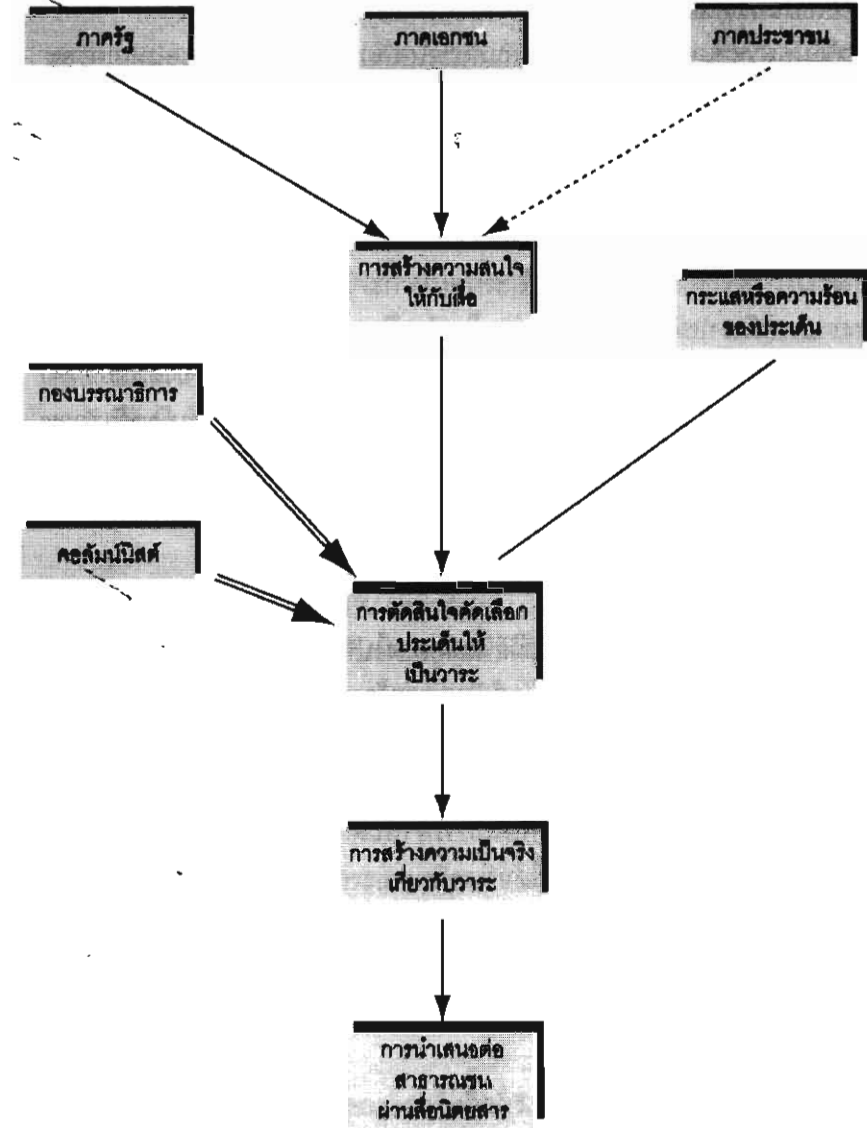 ภาครัฐ
ภาคเอกชน
ภาคประชาชน
การสร้างความสนใจ
ให้กับสื่อ
กระแสหรือความร้อน
ของประเด็น
กองบรรณาธิการ
คอลัมน์นิสต์
การตัดสินใจคัดเลือก
ประเด็นให้
เป็นวาระ
การสร้างความเป็นจริง
เกี่ยวกับวาระ
การนำเสนอต่อ
สาธารณชน
ผ่านสื่อนิตยสาร